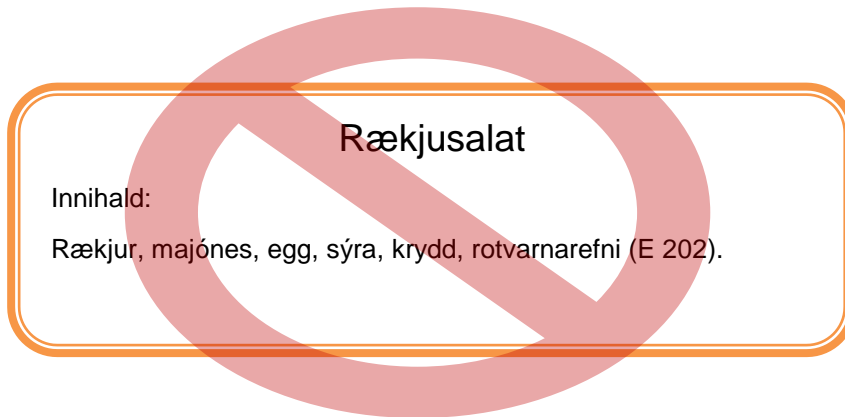 Rækjusalat
Innihald:
Rækjur, majónes, egg, sýra, krydd, rotvarnarefni (E 202).